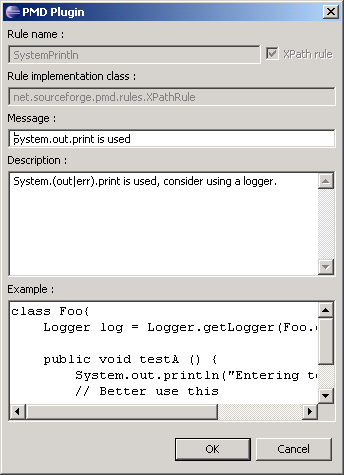 PMD Plugin
Rule name :
SystemPrintln
XPath rule
Rule implementation class :
net.sourceforge.pmd.rules.XPathRule
Message :
System.out.print is used
Description :
System.(out|err).print is used, consider using a logger.
Example :
class Foo{
Logger log = Logger.getLogger(Foo.
public void testA () {
System.out.println("Entering t
// Better use this
OK
Cancel